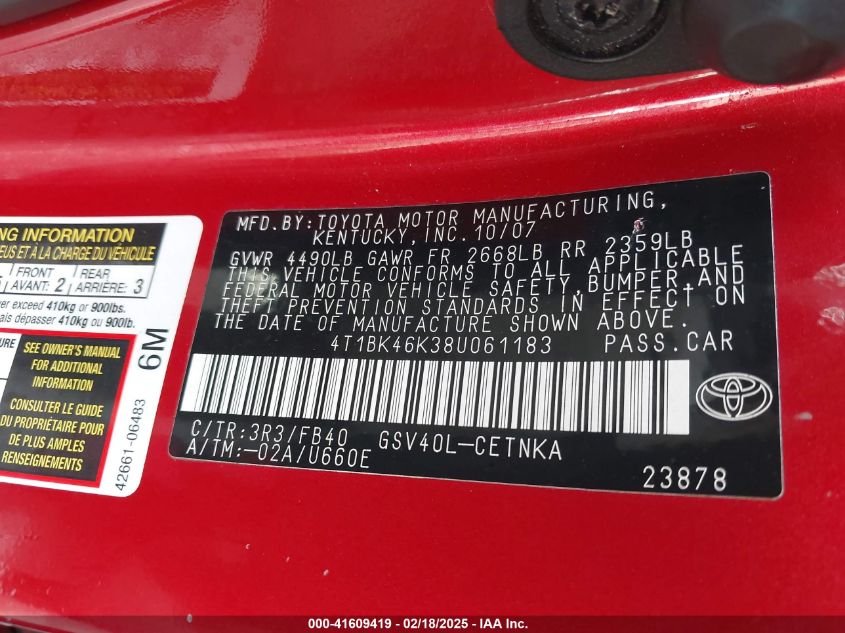 NG INFORMATION
EUS ET À LA CHARGE DU VÉHICULE
FRONT
AVANT: 2
REAR
ARRIÈRE: 3
er exceed 410kg or 900lbs.
ais dépasser 410kg ou 900lb.
SEE OWNER'S MANUAL
FOR ADDITIONAL
INFORMATION
CONSULTER LE GUIDE
DU PROPRIÉTAIRE POUR
DE PLUS AMPLES
RENSEIGNEMENTS
6M
42661-06483
MFD.BY:TOYOTA MOTOR MANUFACTURING,
KENTUCKY, INC. 10/07
GVWR 4490LB GAWR FR 2668LB RR 2359LB
THIS VEHICLE CONFORMS TO ALL APPLICABLE
FEDERAL MOTOR VEHICLE SAFETY,BUMPER,AND
THEFT PREVENTION STANDARDS IN EFFECT ON
THE DATE OF MANUFACTURE SHOWN ABOVE.
4T1BK46K38U061183 PASS.CAR
C/TR:3R3/FB40 GSV40L-CETNKA
A/TM:-02A/U660E
23878
000-41609419 - 02/18/2025 - IAA Inc.